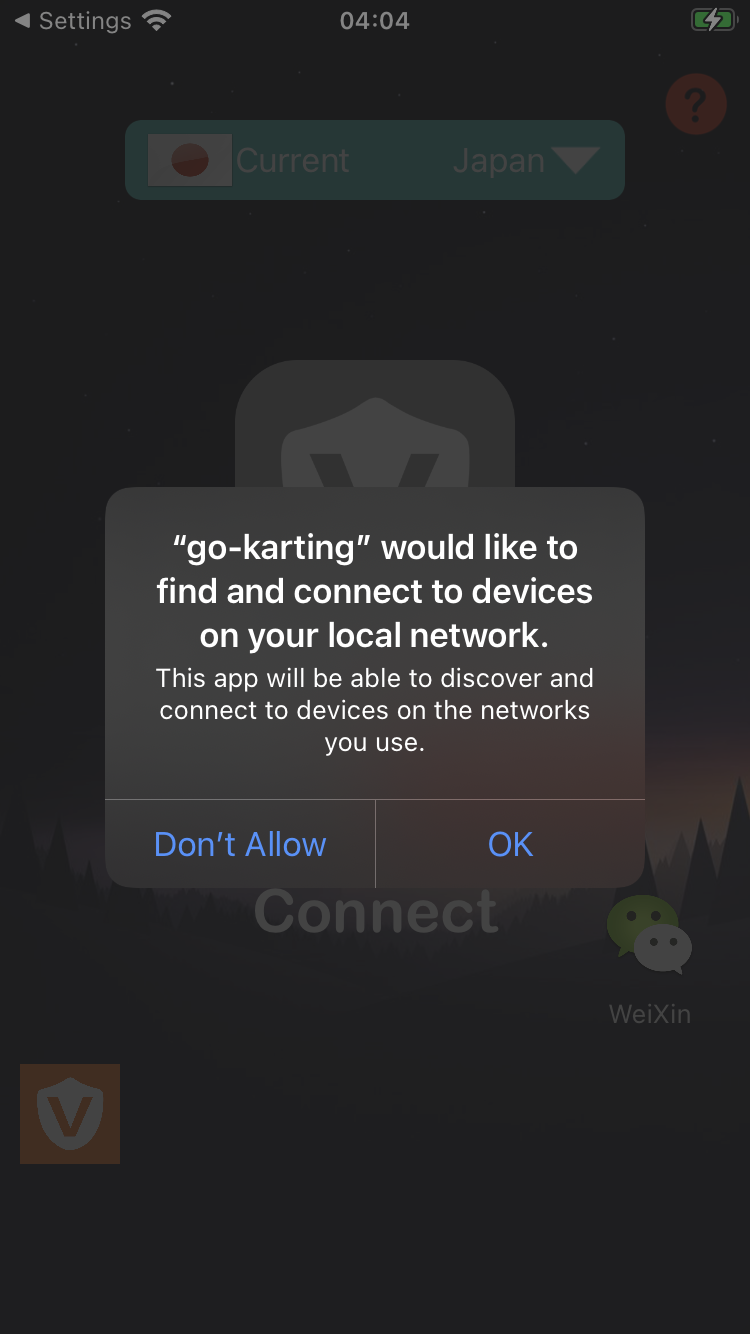 ◀ Settings 04:04
?
Current Japan
V
“go-karting” would like to
find and connect to devices
on your local network.
This app will be able to discover and
connect to devices on the networks
you use.
Don’t Allow OK
Connect
WeiXin
V